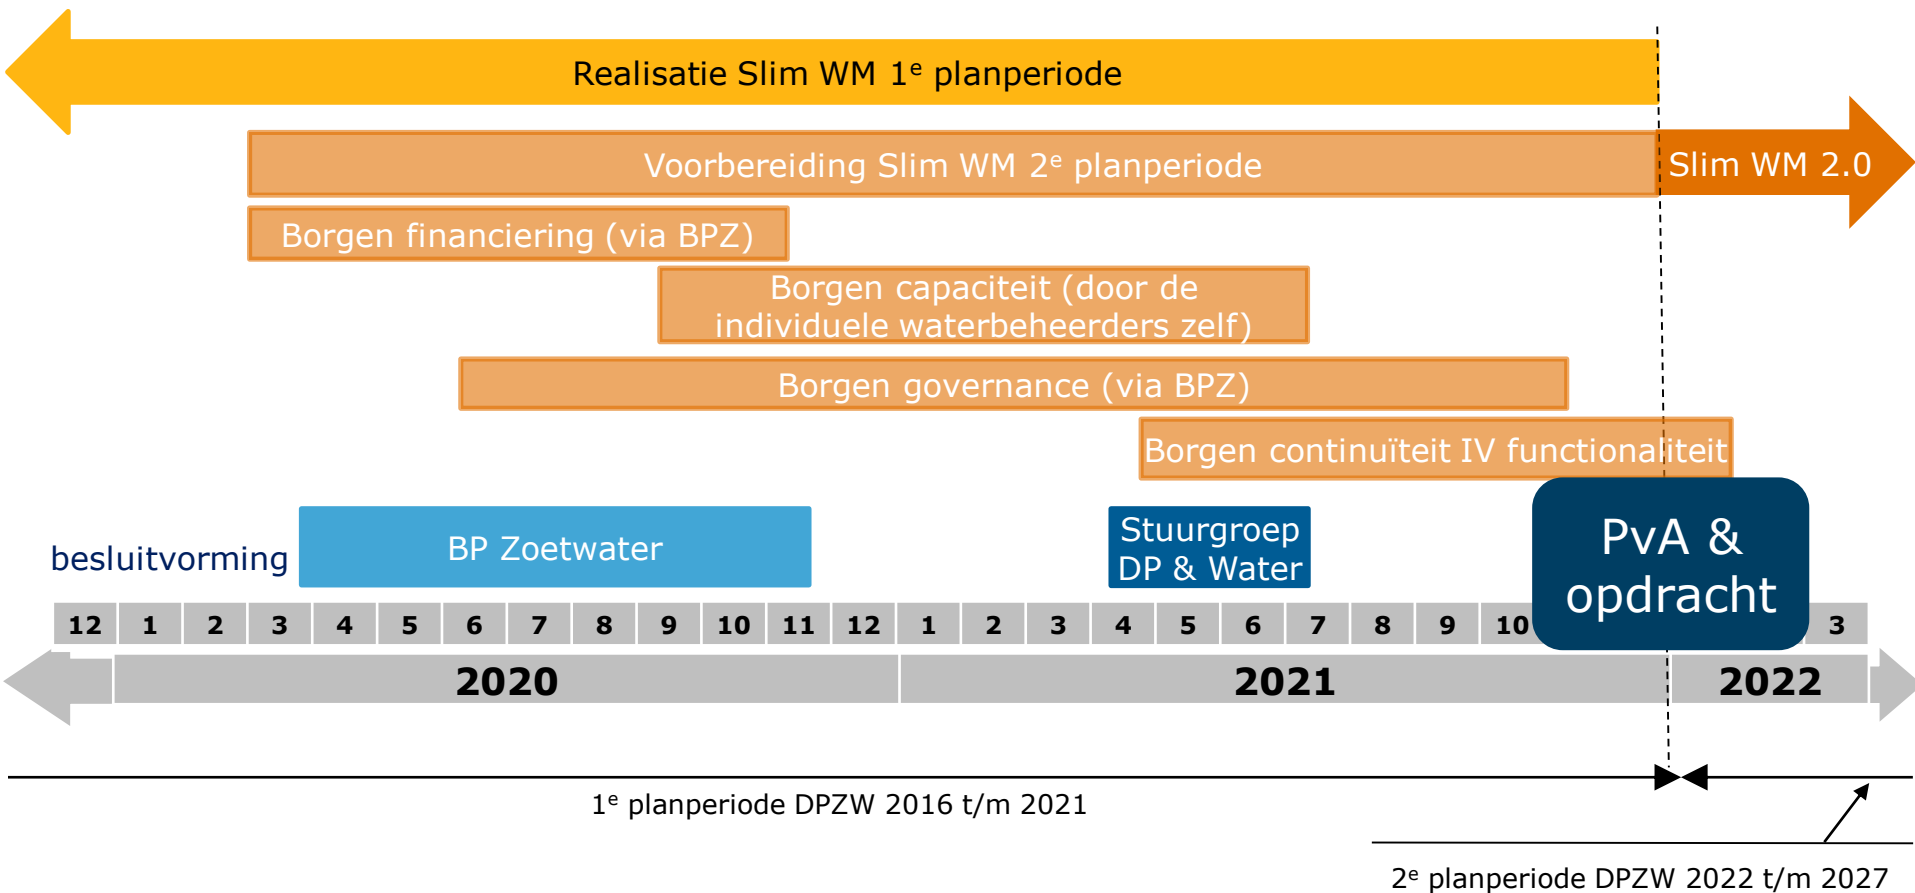 Realisatie Slim WM 1e planperiode
Voorbereiding Slim WM 2e planperiode
Slim WM 2.0
Borgen financiering (via BPZ)
Borgen capaciteit (door de
individuele waterbeheerders zelf)
Borgen governance (via BPZ)
Borgen continuïteit IV functionaliteit
besluitvorming
BP Zoetwater
Stuurgroep
DP & Water
PvA &
opdracht
12 1 2 3 4 5 6 7 8 9 10 11 12 1 2 3 4 5 6 7 8 9 10 3
2020 2021 2022
1e planperiode DPZW 2016 t/m 2021
2e planperiode DPZW 2022 t/m 2027